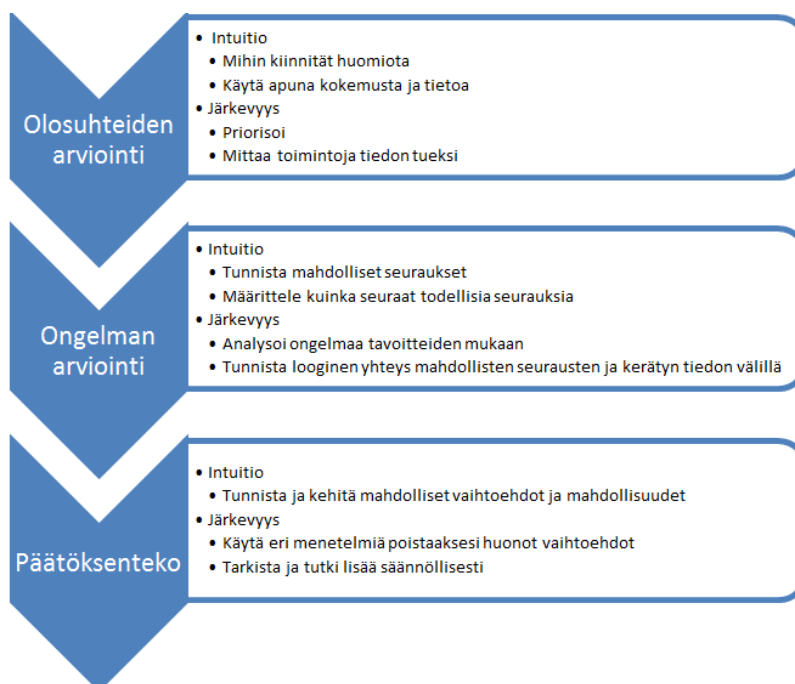 Olosuhteiden
arviointi
• Intuitio
• Mihin kiinnität huomiota
• Käytä apuna kokemusta ja tietoa
• Järkevyys
• Priorisoi
• Mittaa toimintoja tiedon tueksi
Ongelman
arviointi
• Intuitio
• Tunnista mahdolliset seuraukset
• Määrittele kuinka seuraat todellisia seurauksia
• Järkevyys
• Analysoi ongelmaa tavoitteiden mukaan
• Tunnista looginen yhteys mahdollisten seurausten ja kerätyn tiedon välillä
Päätöksenteko
• Intuitio
• Tunnista ja kehitä mahdolliset vaihtoehdot ja mahdollisuudet
• Järkevyys
• Käytä eri menetelmiä poistaaksesi huonot vaihtoehdot
• Tarkista ja tutki lisää säännöllisesti